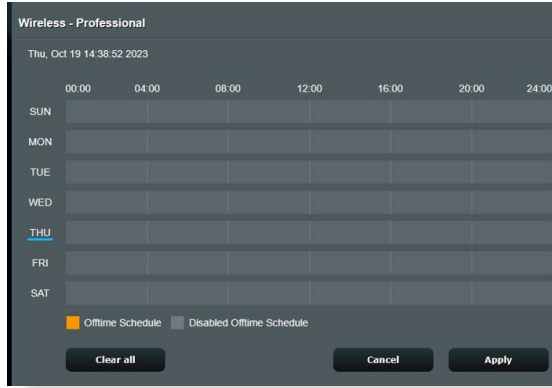 Wireless - Professional
Thu, Oct 19 14:38:52 2023
00:00 04:00 08:00 12:00 16:00 20:00 24:00
SUN
MON
TUE
WED
THU
FRI
SAT
Offtime Schedule Disabled Offtime Schedule
Clear all Cancel Apply